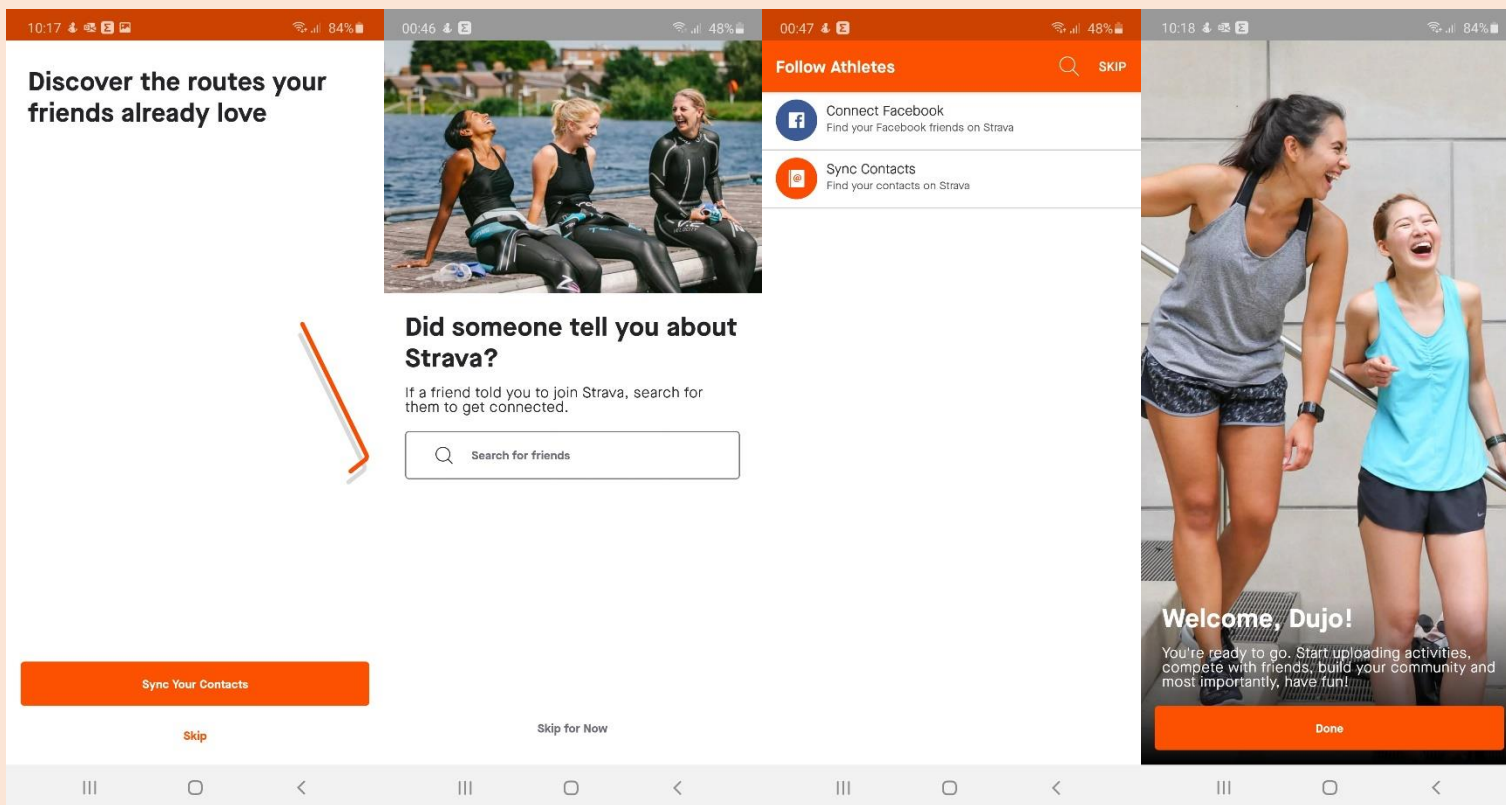 10:17 84%
Discover the routes your
friends already love
Sync Your Contacts
Skip
00:46 48%
Did someone tell you about
Strava?
If a friend told you to join Strava, search for
them to get connected.
Search for friends
Skip for Now
00:47 48%
Follow Athletes SKIP
Connect Facebook
Find your Facebook friends on Strava
Sync Contacts
Find your contacts on Strava
10:18 84%
Welcome, Dujo!
You're ready to go. Start uploading activities,
compete with friends, build your community and
most importantly, have fun!
Done